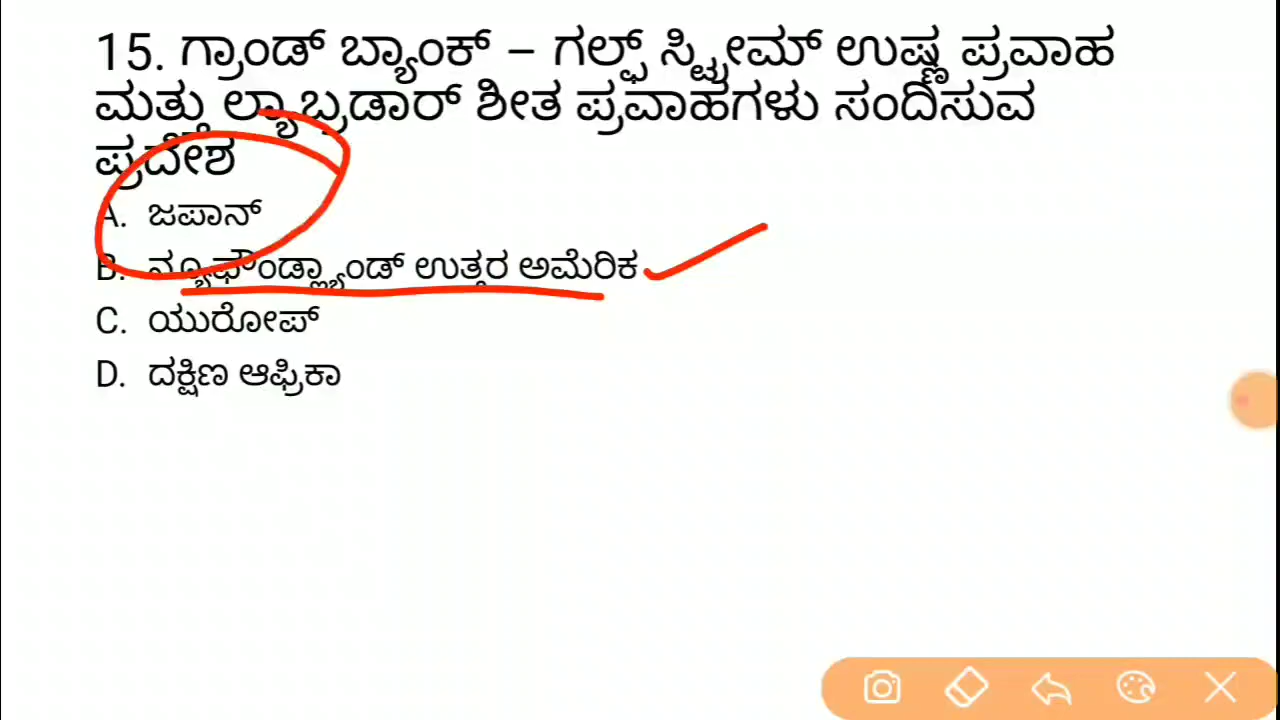 15. ಗ್ರಾಂಡ್ ಬ್ಯಾಂಕ್ – ಗಲ್ಫ್ ಸ್ಟ್ರೀಮ್ ಉಷ್ಣ ಪ್ರವಾಹ
ಮತ್ತು ಲ್ಯಾಬ್ರಡಾರ್ ಶೀತ ಪ್ರವಾಹಗಳು ಸಂದಿಸುವ
ಪ್ರದೇಶ
A. ಜಪಾನ್
B. ನ್ಯೂಫೌಂಡ್ಲ್ಯಾಂಡ್ ಉತ್ತರ ಅಮೆರಿಕ
C. ಯುರೋಪ್
D. ದಕ್ಷಿಣ ಆಫ್ರಿಕಾ